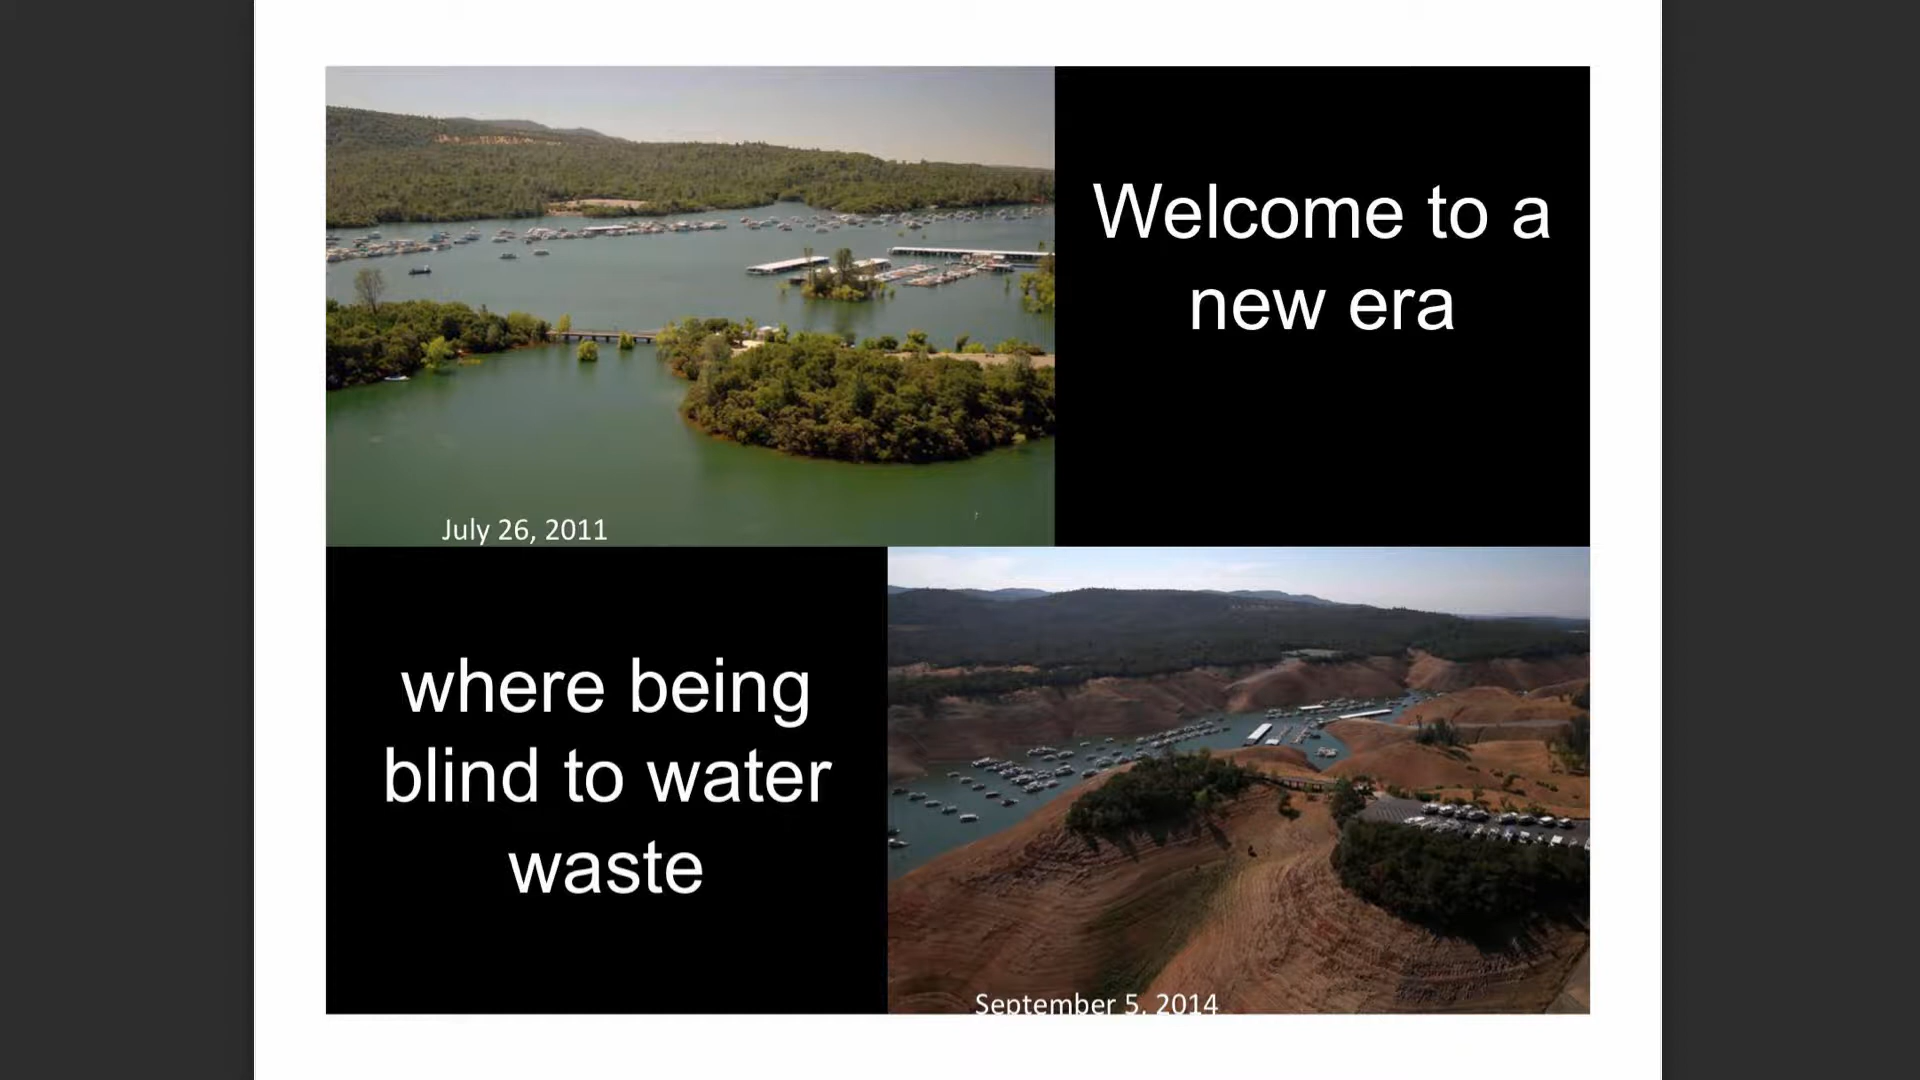 Welcome to a
new era
July 26, 2011
where being
blind to water
waste
September 5, 2014